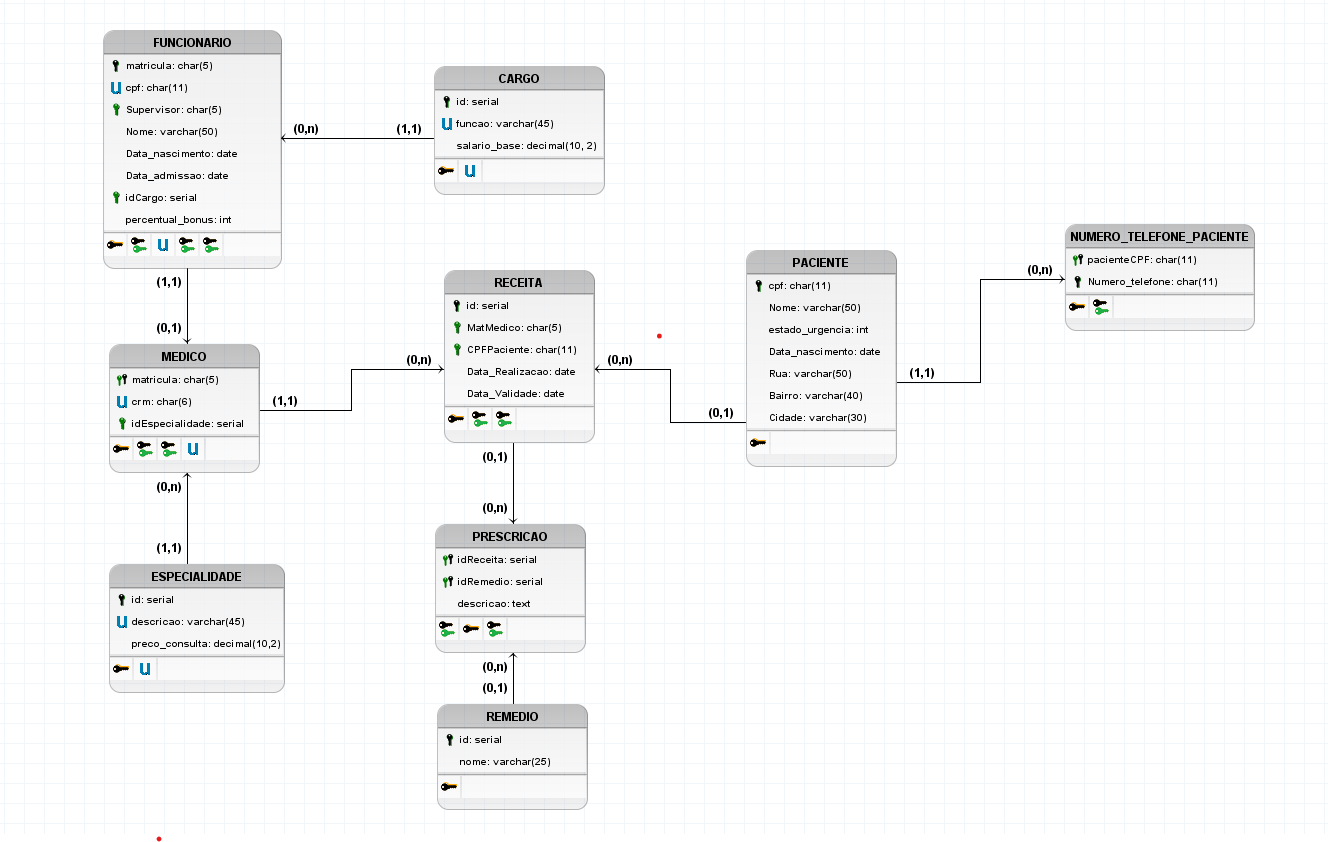 FUNCIONARIO
matricula: char(5)
cpf: char(11)
Supervisor: char(5)
Nome: varchar(50)
Data_nascimento: date
Data_admissao: date
idCargo: serial
percentual_bonus: int
U
(0,n)
(1,1)
CARGO
id: serial
U funcao: varchar(45)
salario_base: decimal(10, 2)
U
(1,1)
(0,1)
MEDICO
matricula: char(5)
U crm: char(6)
idEspecialidade: serial
U
(1,1)
(0,n)
RECEITA
id: serial
MatMedico: char(5)
CPFPaciente: char(11)
Data_Realizacao: date
Data_Validade: date
(0,n)
(0,1)
PACIENTE
cpf: char(11)
Nome: varchar(50)
estado_urgencia: int
Data_nascimento: date
Rua: varchar(50)
Bairro: varchar(40)
Cidade: varchar(30)
(1,1)
(0,n)
NUMERO_TELEFONE_PACIENTE
pacienteCPF: char(11)
Numero_telefone: char(11)
(0,n)
(1,1)
ESPECIALIDADE
id: serial
U descricao: varchar(45)
preco_consulta: decimal(10,2)
U
(0,1)
(0,n)
PRESCRICAO
idReceita: serial
idRemedio: serial
descricao: text
(0,n)
(0,1)
REMEDIO
id: serial
nome: varchar(25)